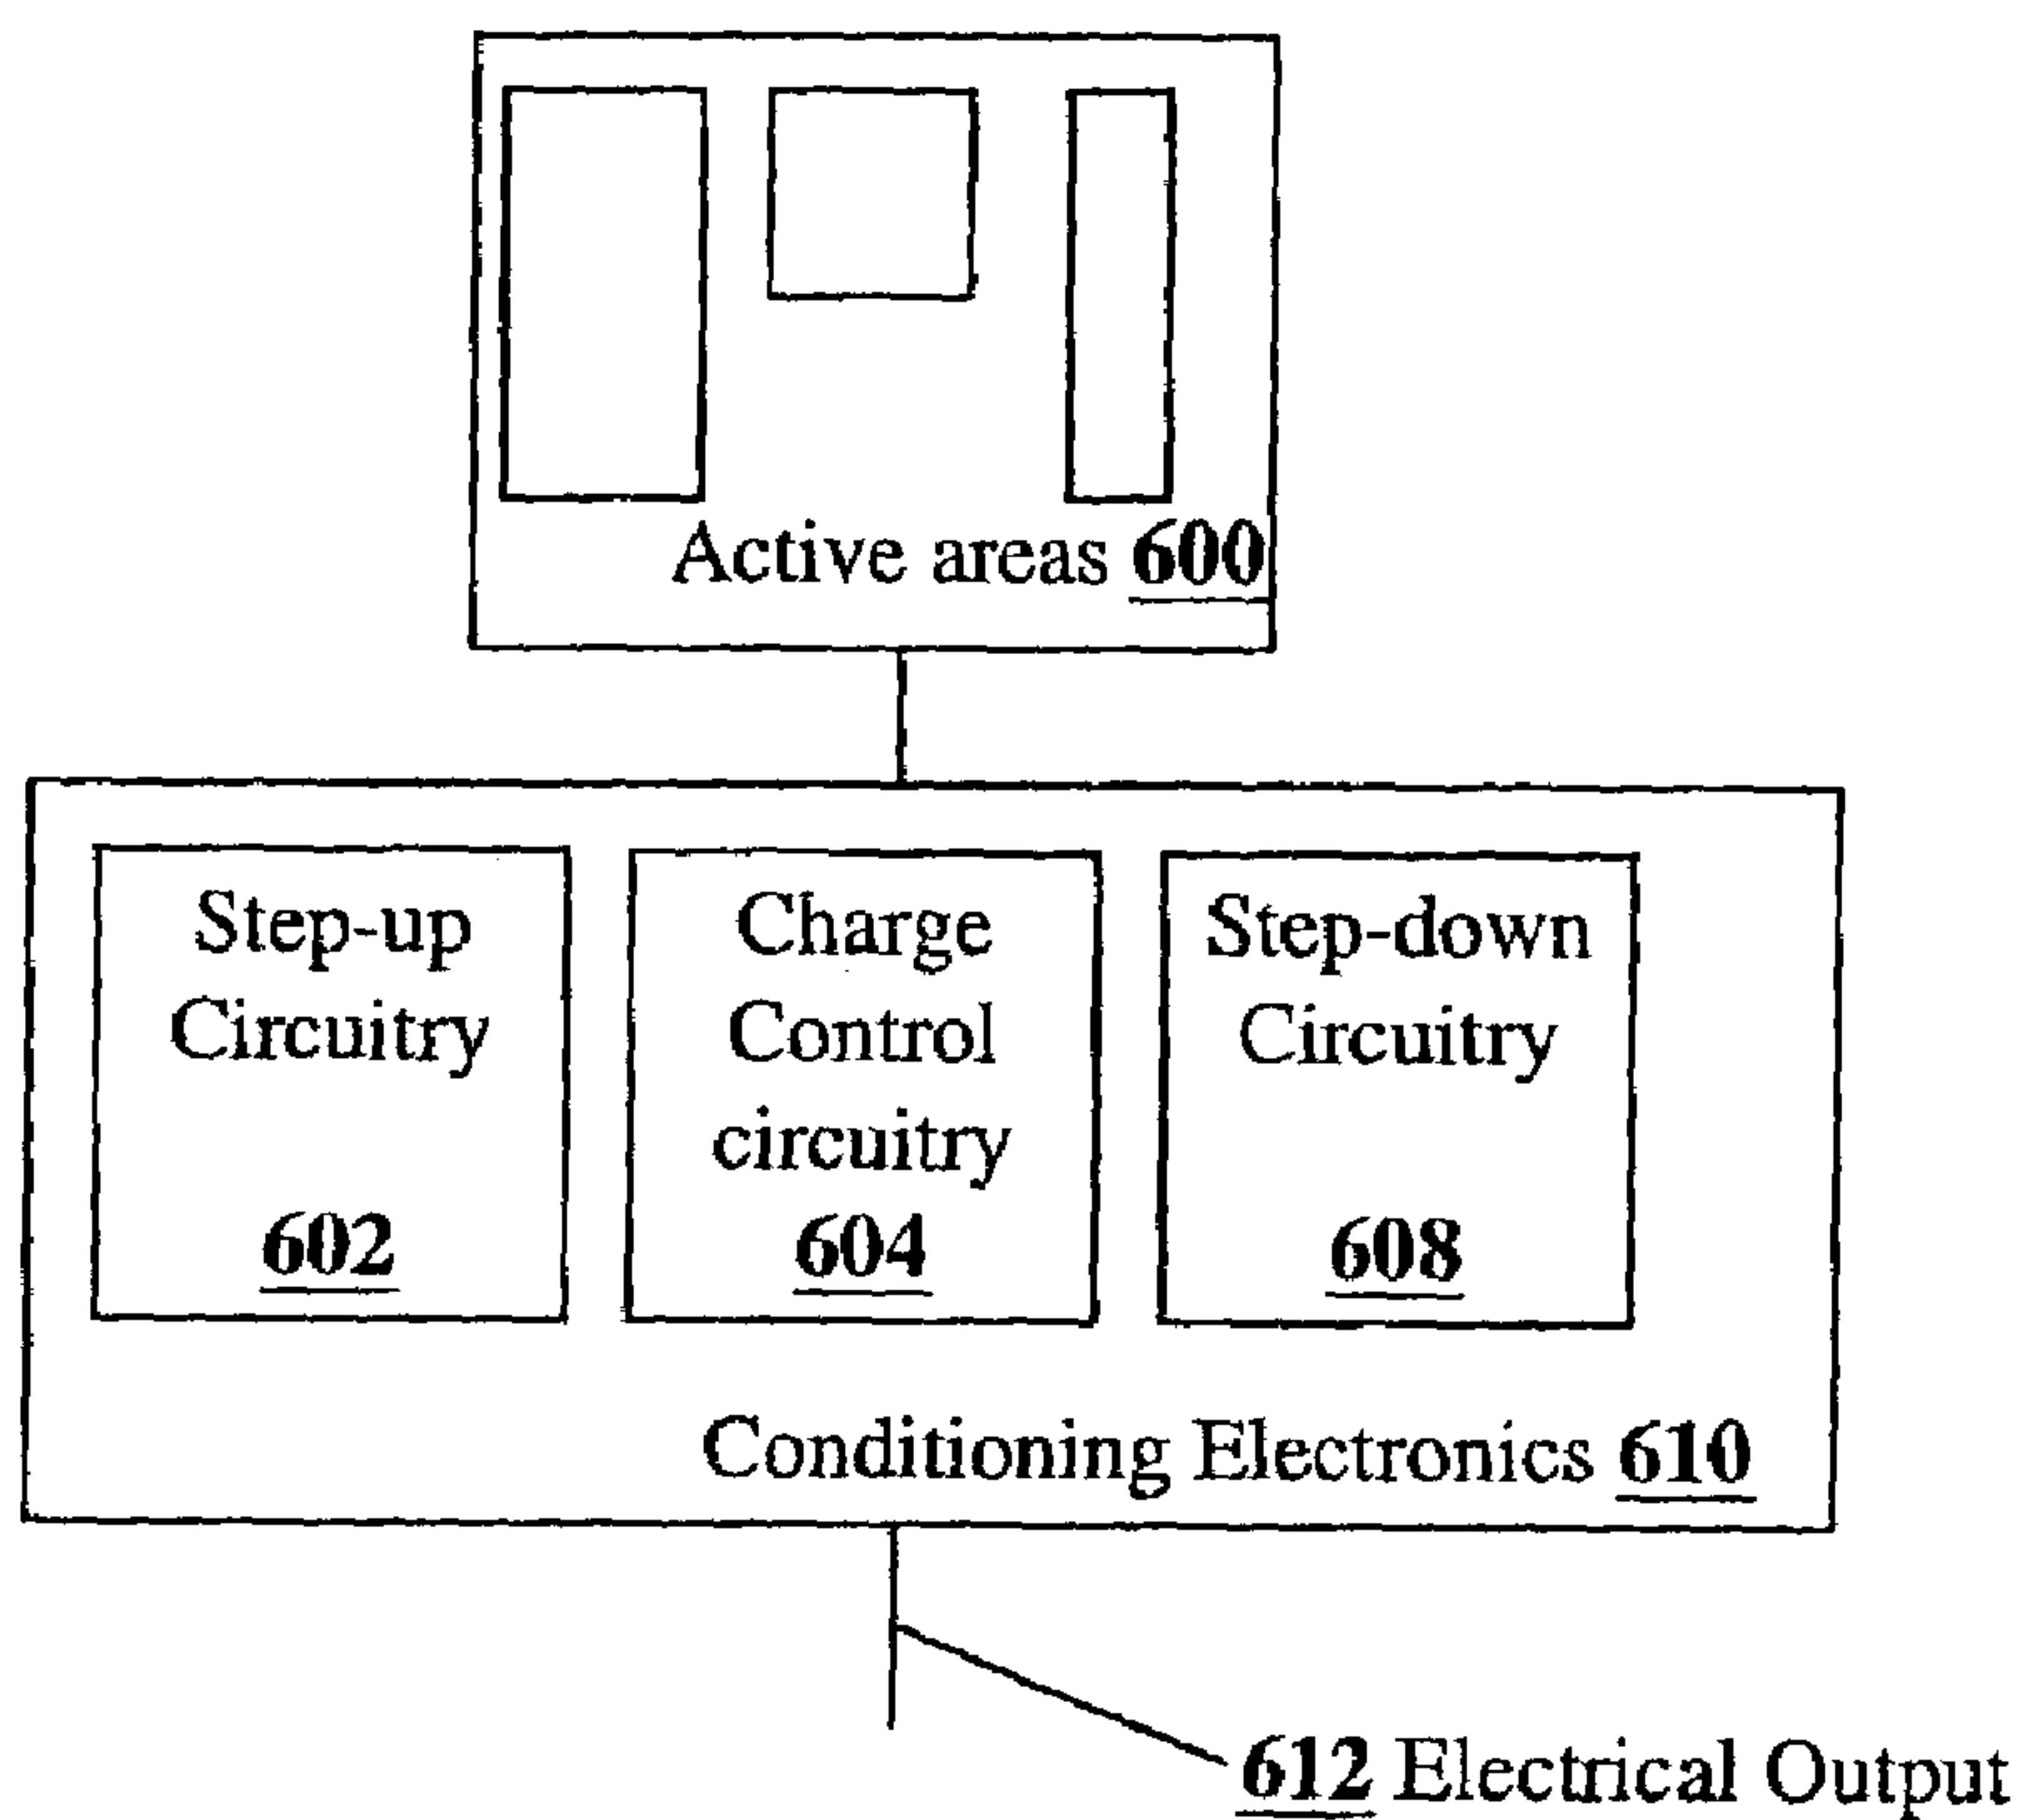 Active areas 600
Step-up
Circuitry
602
Charge
Control
circuitry
604
Step-down
Circuitry
608
Conditioning Electronics 610
612 Electrical Output